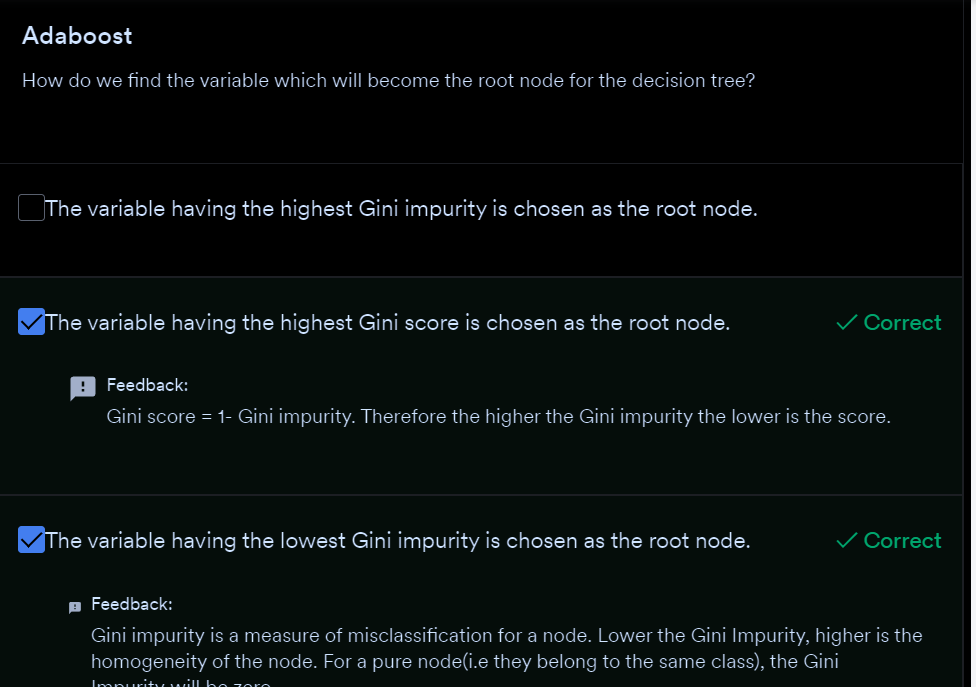 Adaboost
How do we find the variable which will become the root node for the decision tree?
The variable having the highest Gini impurity is chosen as the root node.
The variable having the highest Gini score is chosen as the root node.
Correct
Feedback:
Gini score = 1- Gini impurity. Therefore the higher the Gini impurity the lower is the score.
The variable having the lowest Gini impurity is chosen as the root node.
Correct
Feedback:
Gini impurity is a measure of misclassification for a node. Lower the Gini Impurity, higher is the
homogeneity of the node. For a pure node(i.e they belong to the same class), the Gini
Impurity will be zero